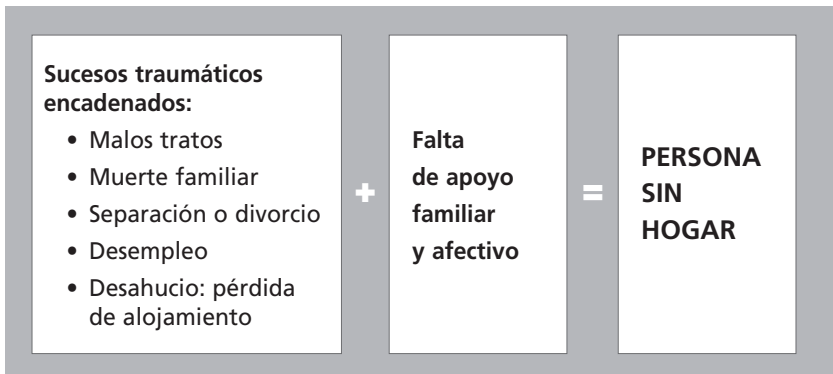 Sucesos traumáticos
encadenados:
• Malos tratos
• Muerte familiar
• Separación o divorcio
• Desempleo
• Desahucio: pérdida
de alojamiento
+
Falta
de apoyo
familiar
y afectivo
=
PERSONA
SIN
HOGAR